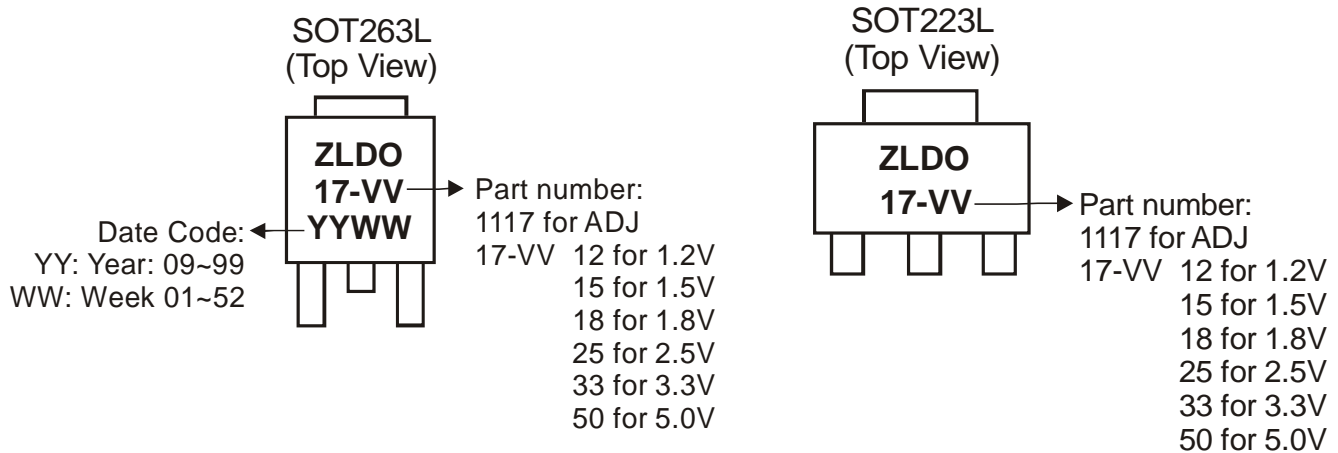 SOT263L
(Top View)
ZLDO
17-VV
YYWW
Date Code:
YY: Year: 09~99
WW: Week 01~52
Part number:
1117 for ADJ
17-VV 12 for 1.2V
15 for 1.5V
18 for 1.8V
25 for 2.5V
33 for 3.3V
50 for 5.0V
SOT223L
(Top View)
ZLDO
17-VV
Part number:
1117 for ADJ
17-VV 12 for 1.2V
15 for 1.5V
18 for 1.8V
25 for 2.5V
33 for 3.3V
50 for 5.0V